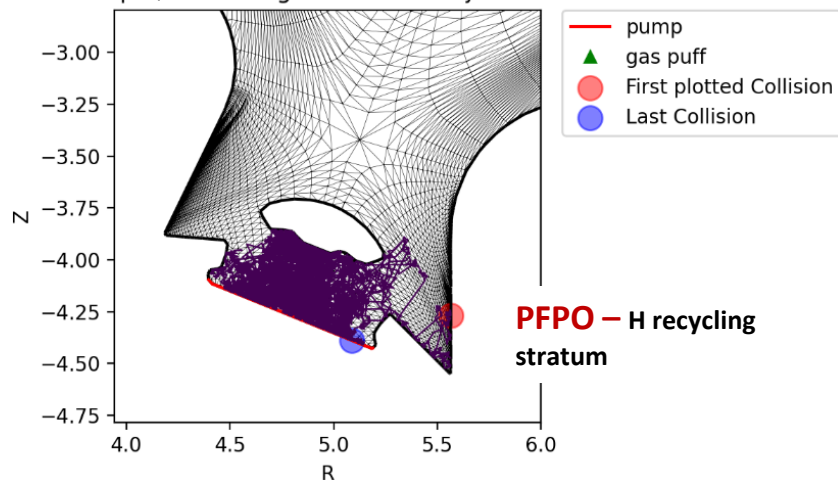 pump
gas puff
First plotted Collision
Last Collision
−3.00
−3.25
−3.50
−3.75
−4.00
−4.25
−4.50
−4.75
Z
4.0 4.5 5.0 5.5 6.0
R
PFPO – H recycling
stratum